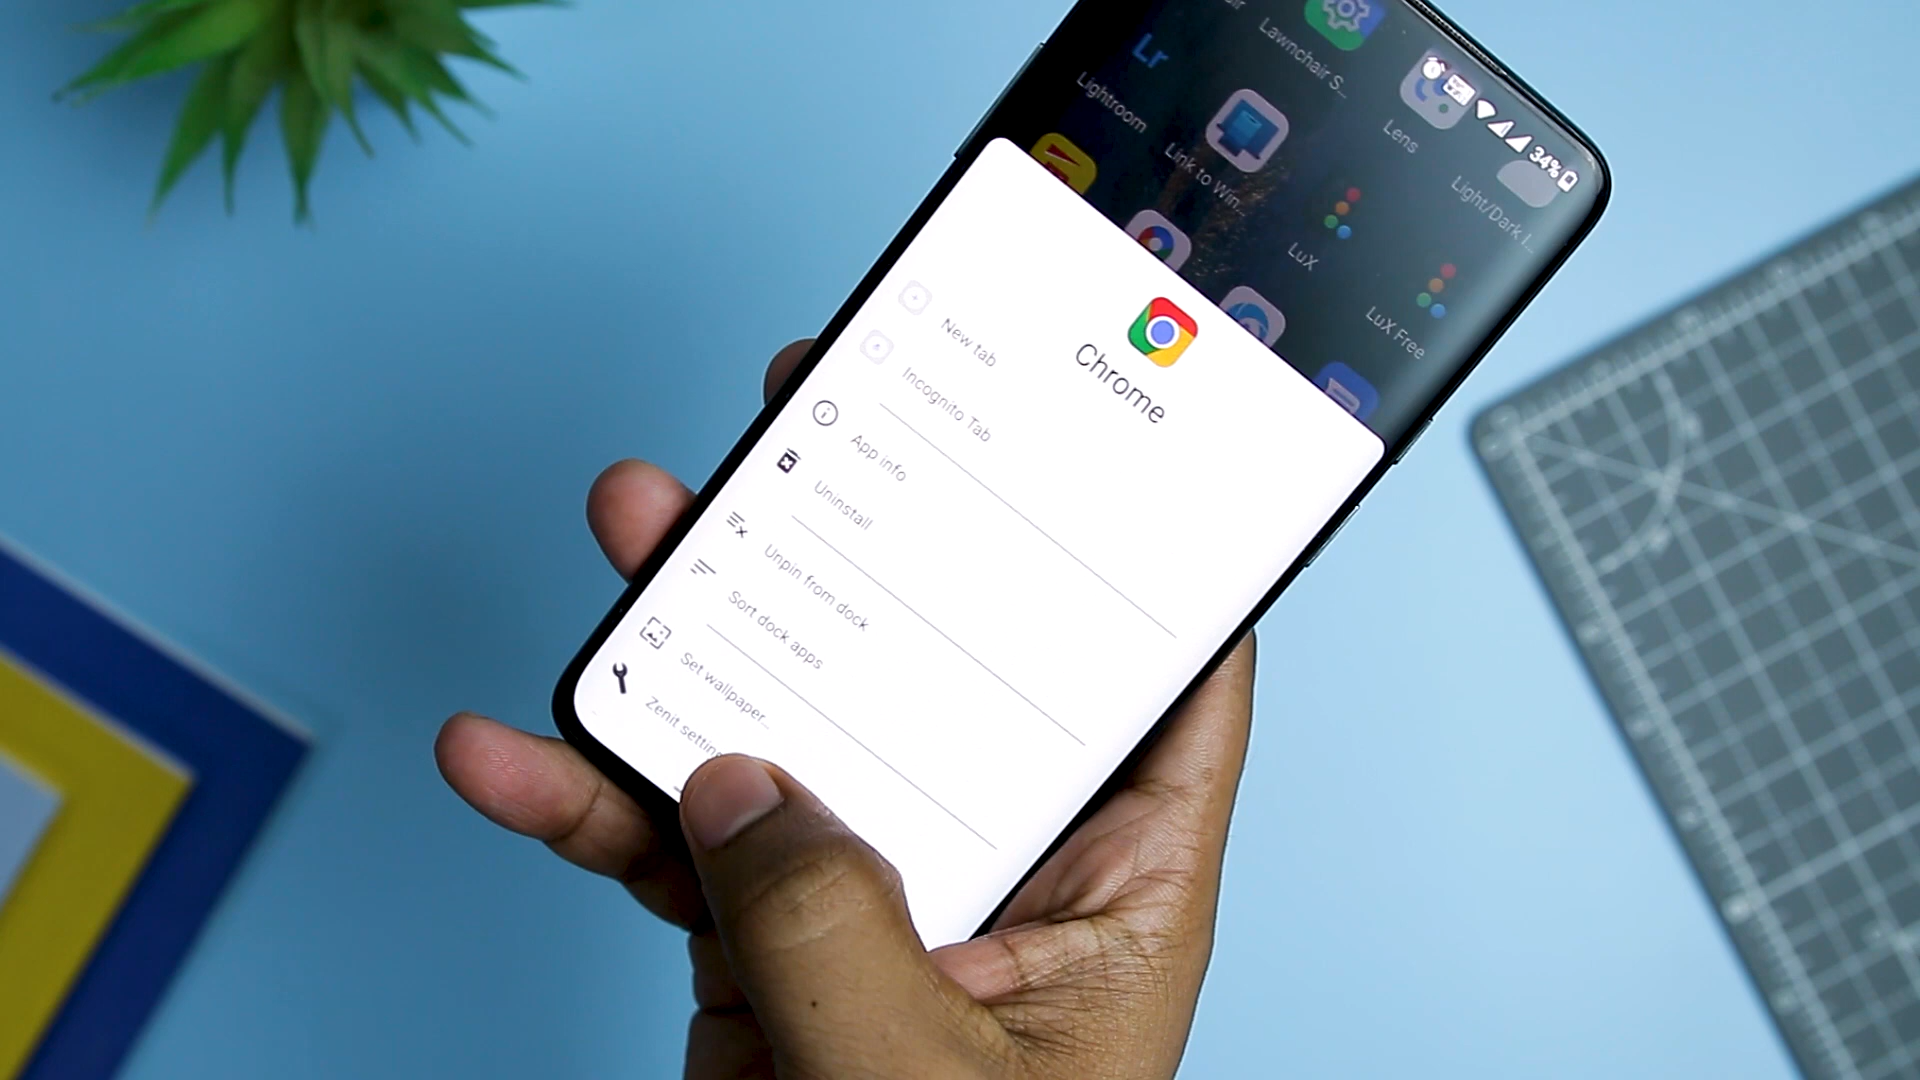 Lawnchair S...
Lr
Lightroom
Lens
34%
Link to Win...
Light/Dark I...
LuX
LuX Free
Chrome
New tab
Incognito Tab
App info
Uninstall
Unpin from dock
Sort dock apps
Set wallpaper...
Zenit settin